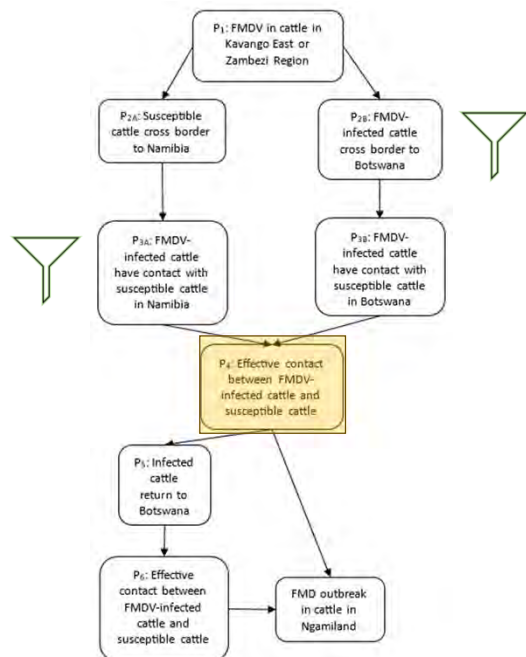 P₁: FMDV in cattle in
Kavango East or
Zambezi Region
P₂ₐ: Susceptible
cattle cross border
to Namibia
P₂B: FMDV-
infected cattle
cross border to
Botswana
P₃ₐ: FMDV-
infected cattle
have contact with
susceptible cattle
in Namibia
P₃B: FMDV-
infected cattle
have contact with
susceptible cattle
in Botswana
P₄: Effective contact
between FMDV-
infected cattle and
susceptible cattle
P₅: Infected
cattle
return to
Botswana
P₆: Effective
contact between
FMDV-infected
cattle and
susceptible cattle
FMD outbreak
in cattle in
Ngamiland